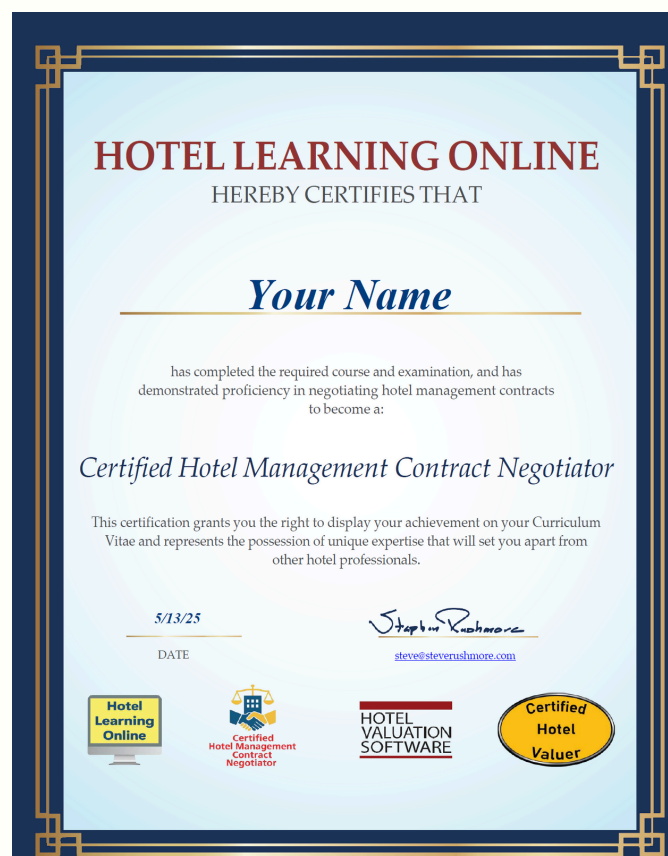 HOTEL LEARNING ONLINE
HEREBY CERTIFIES THAT
Your Name
has completed the required course and examination, and has
demonstrated proficiency in negotiating hotel management contracts
to become a:
Certified Hotel Management Contract Negotiator
This certification grants you the right to display your achievement on your Curriculum
Vitae and represents the possession of unique expertise that will set you apart from
other hotel professionals.
5/13/25
Stephen Rushmore
DATE
steve@steverushmore.com
Hotel
Learning
Online
Certified
Hotel Management
Contract
Negotiator
HOTEL
VALUATION
SOFTWARE
Certified
Hotel
Valuer